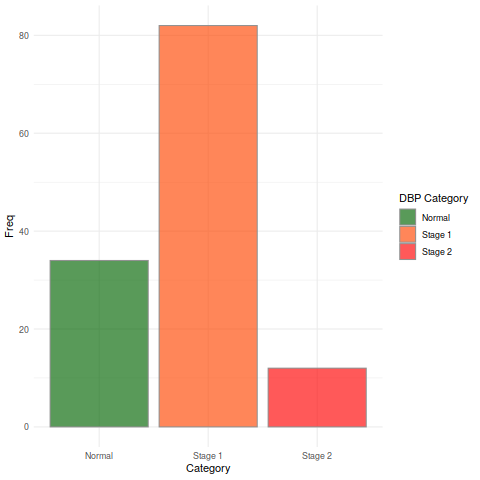 80
60
40
20
0
Freq
Normal
Stage 1
Stage 2
Category
DBP Category
Normal
Stage 1
Stage 2